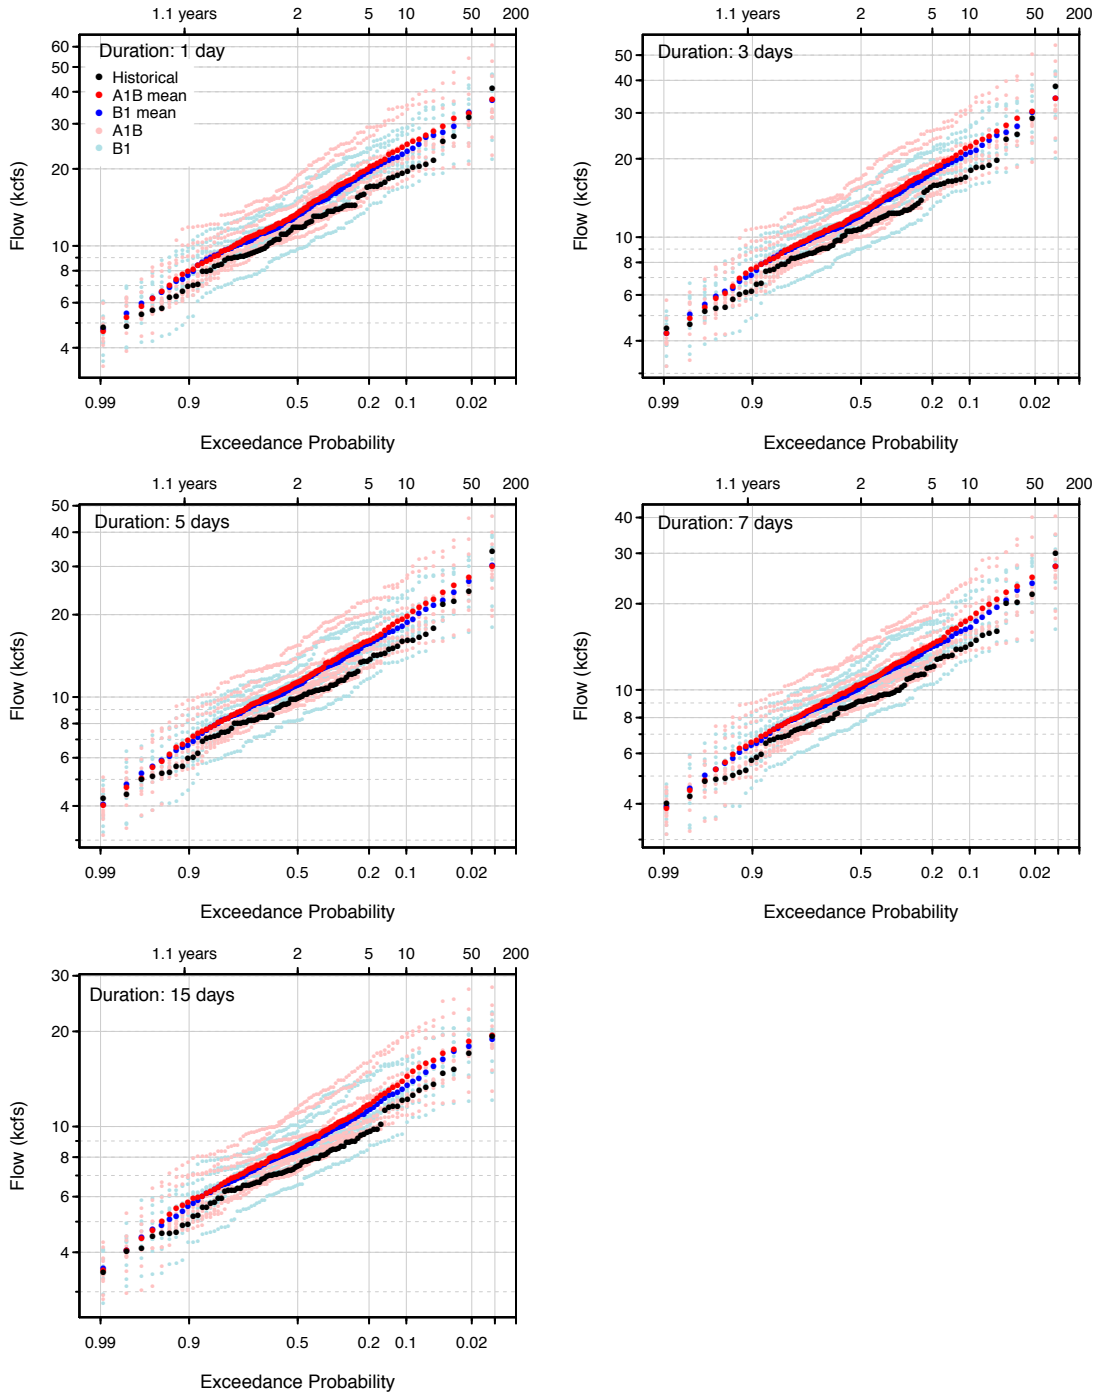 1.1 years 2 5 10 50 200
Duration: 1 day
Historical
A1B mean
B1 mean
A1B
B1
60
50
40
30
20
10
8
6
4
Flow (kcfs)
0.99 0.9 0.5 0.2 0.1 0.02
Exceedance Probability
1.1 years 2 5 10 50 200
Duration: 3 days
50
40
30
20
10
8
6
4
Flow (kcfs)
0.99 0.9 0.5 0.2 0.1 0.02
Exceedance Probability
1.1 years 2 5 10 50 200
Duration: 5 days
50
40
30
20
10
8
6
4
Flow (kcfs)
0.99 0.9 0.5 0.2 0.1 0.02
Exceedance Probability
1.1 years 2 5 10 50 200
Duration: 7 days
40
30
20
10
8
6
4
Flow (kcfs)
0.99 0.9 0.5 0.2 0.1 0.02
Exceedance Probability
1.1 years 2 5 10 50 200
Duration: 15 days
30
20
10
8
6
4
Flow (kcfs)
0.99 0.9 0.5 0.2 0.1 0.02
Exceedance Probability